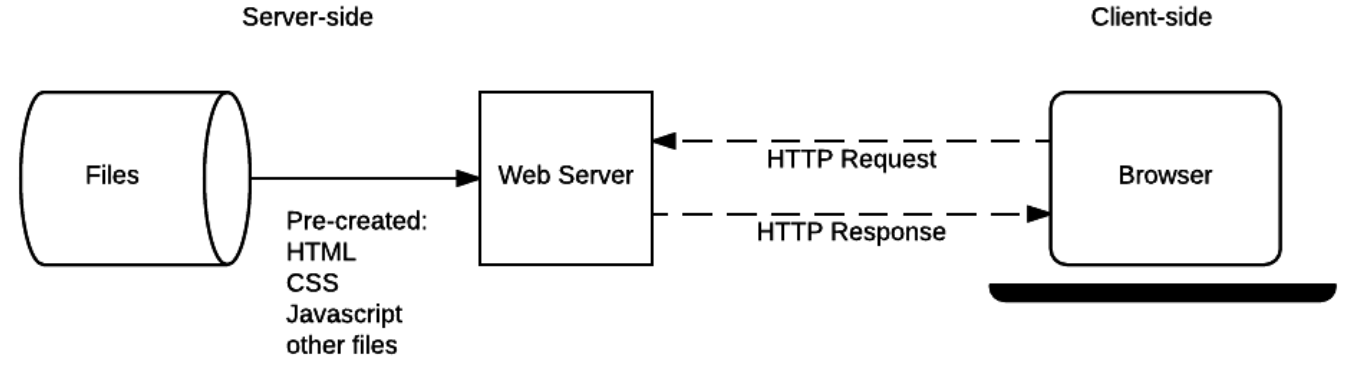 Server-side
Client-side
Files
Web Server
Browser
HTTP Request
HTTP Response
Pre-created:
HTML
CSS
Javascript
other files